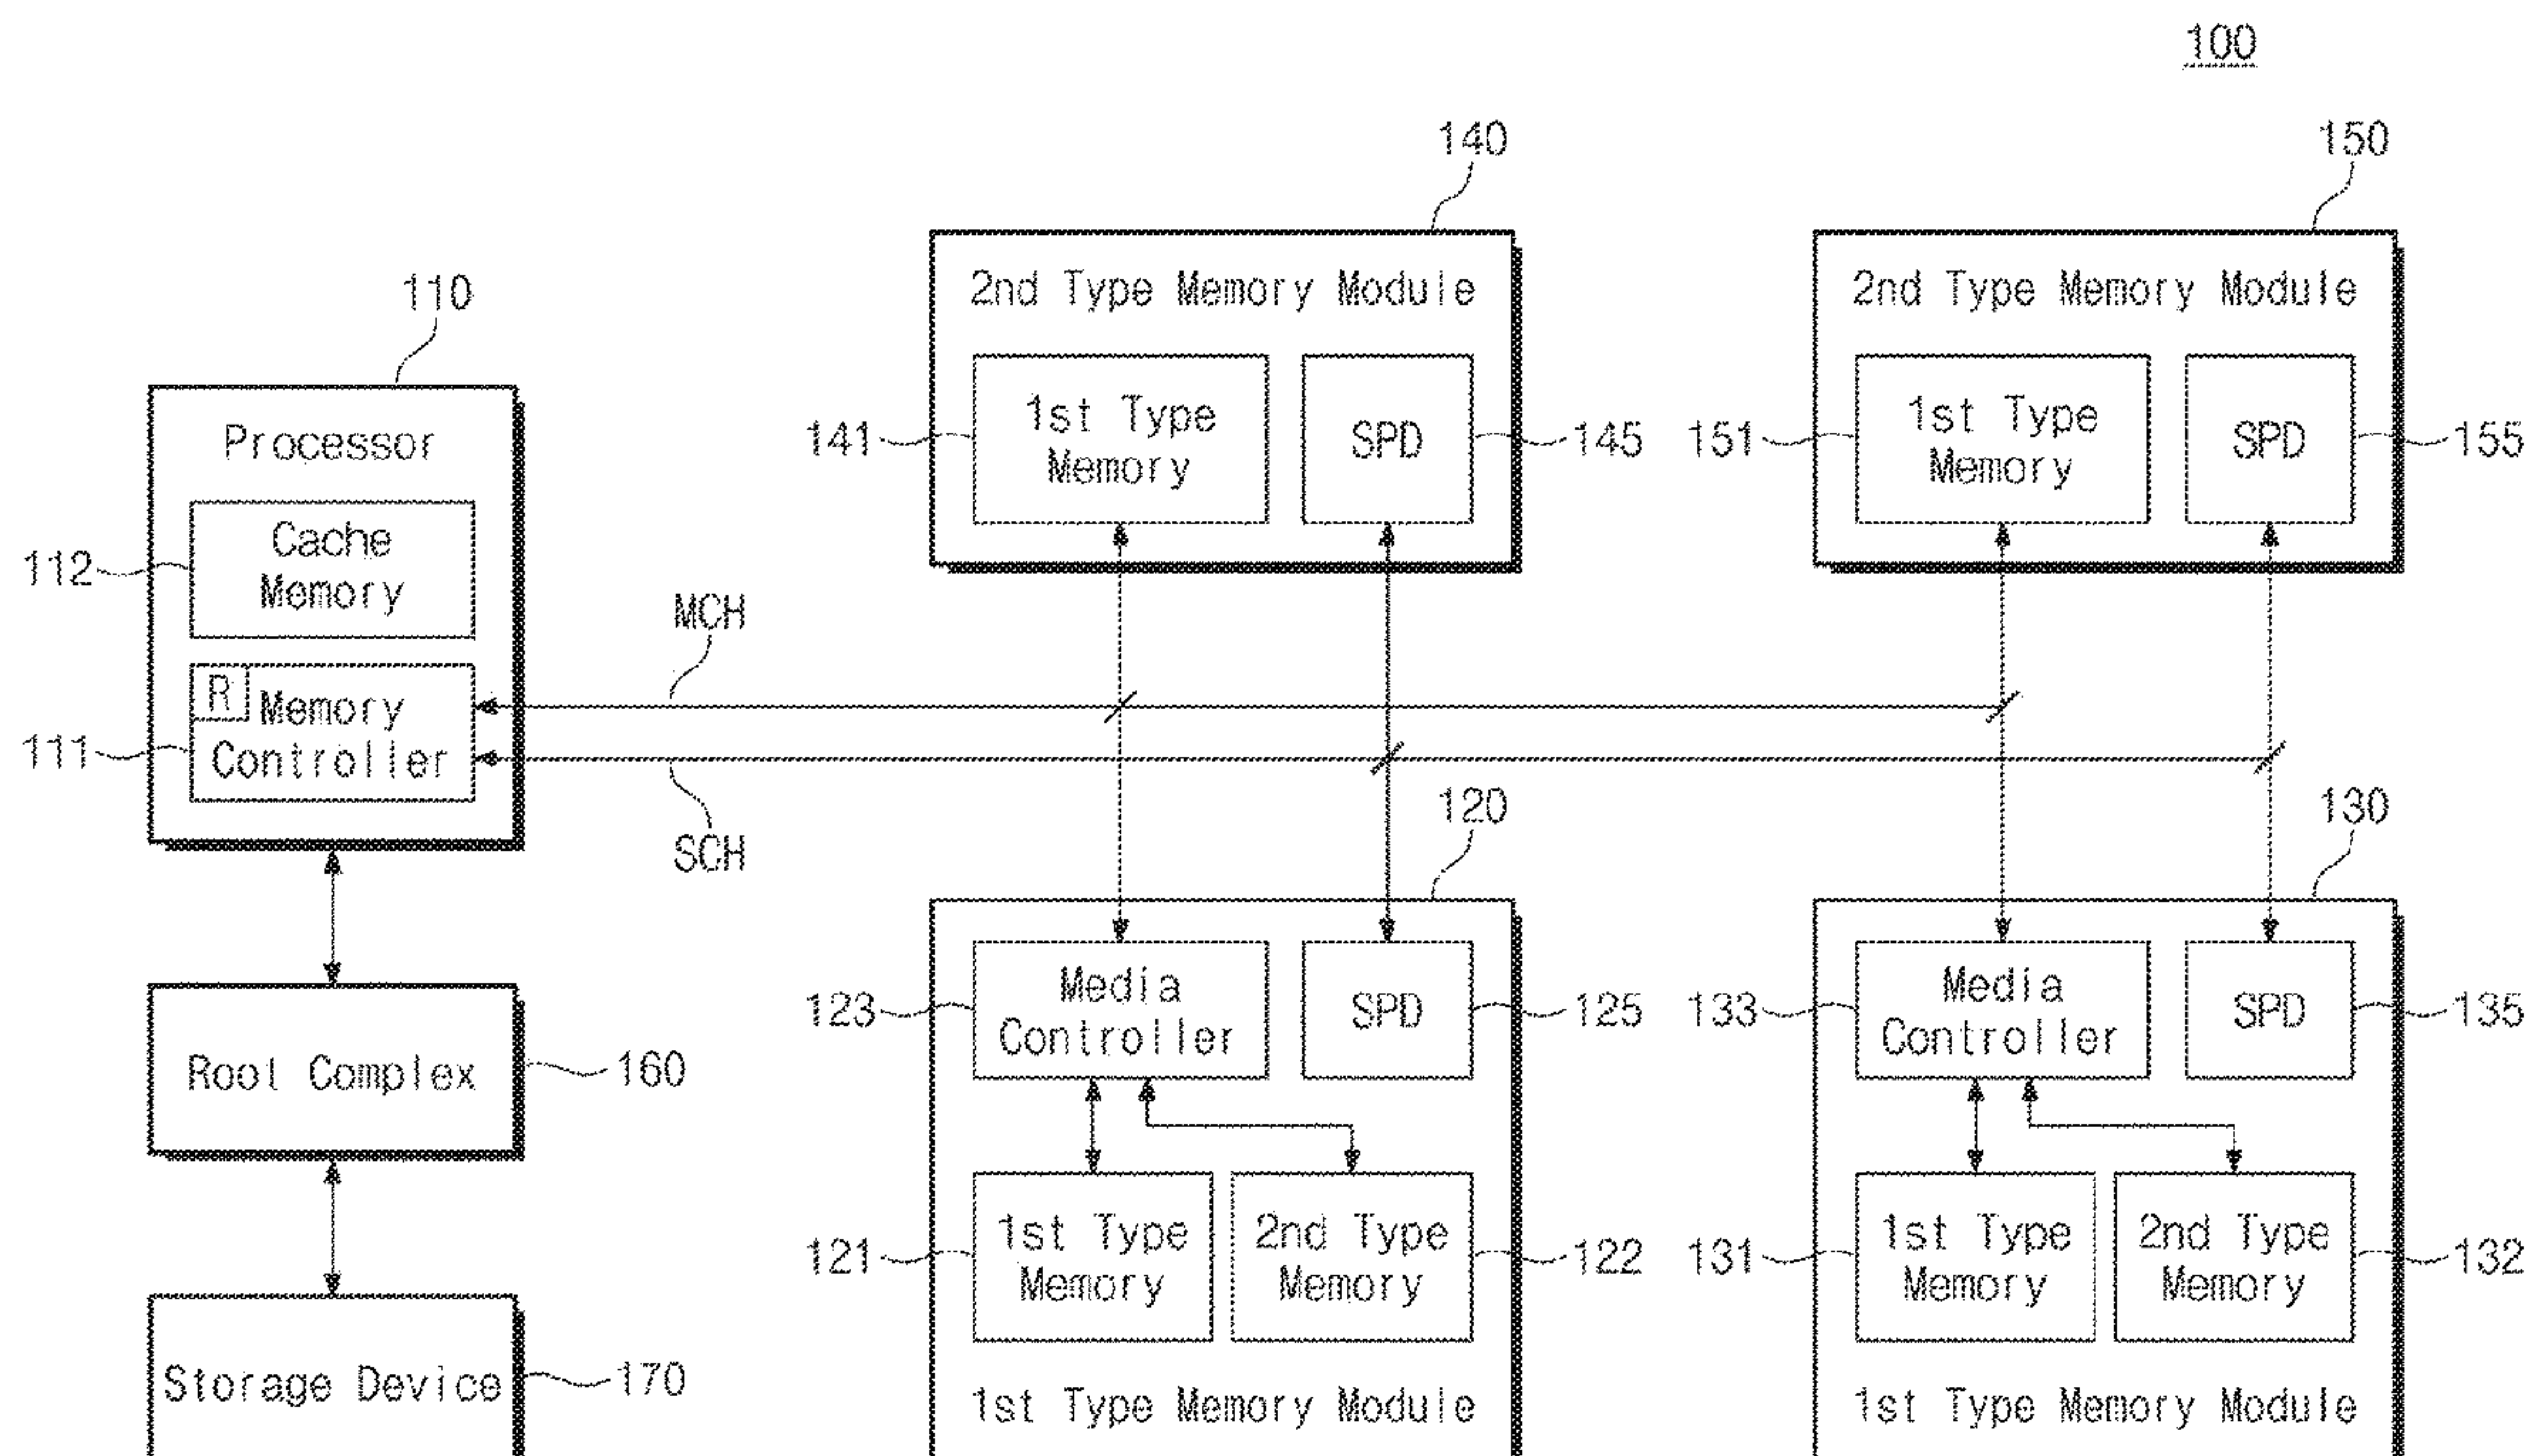 100
140
150
110
2nd Type Memory Module
2nd Type Memory Module
141
1st Type
Memory
SPD
145
151
1st Type
Memory
SPD
155
Processor
112
Cache
Memory
MCH
R
Memory
Controller
111
SCH
120
130
123
Media
Controller
SPD
125
133
Media
Controller
SPD
135
Root Complex
160
121
1st Type
Memory
2nd Type
Memory
122
131
1st Type
Memory
2nd Type
Memory
132
Storage Device
170
1st Type Memory Module
1st Type Memory Module